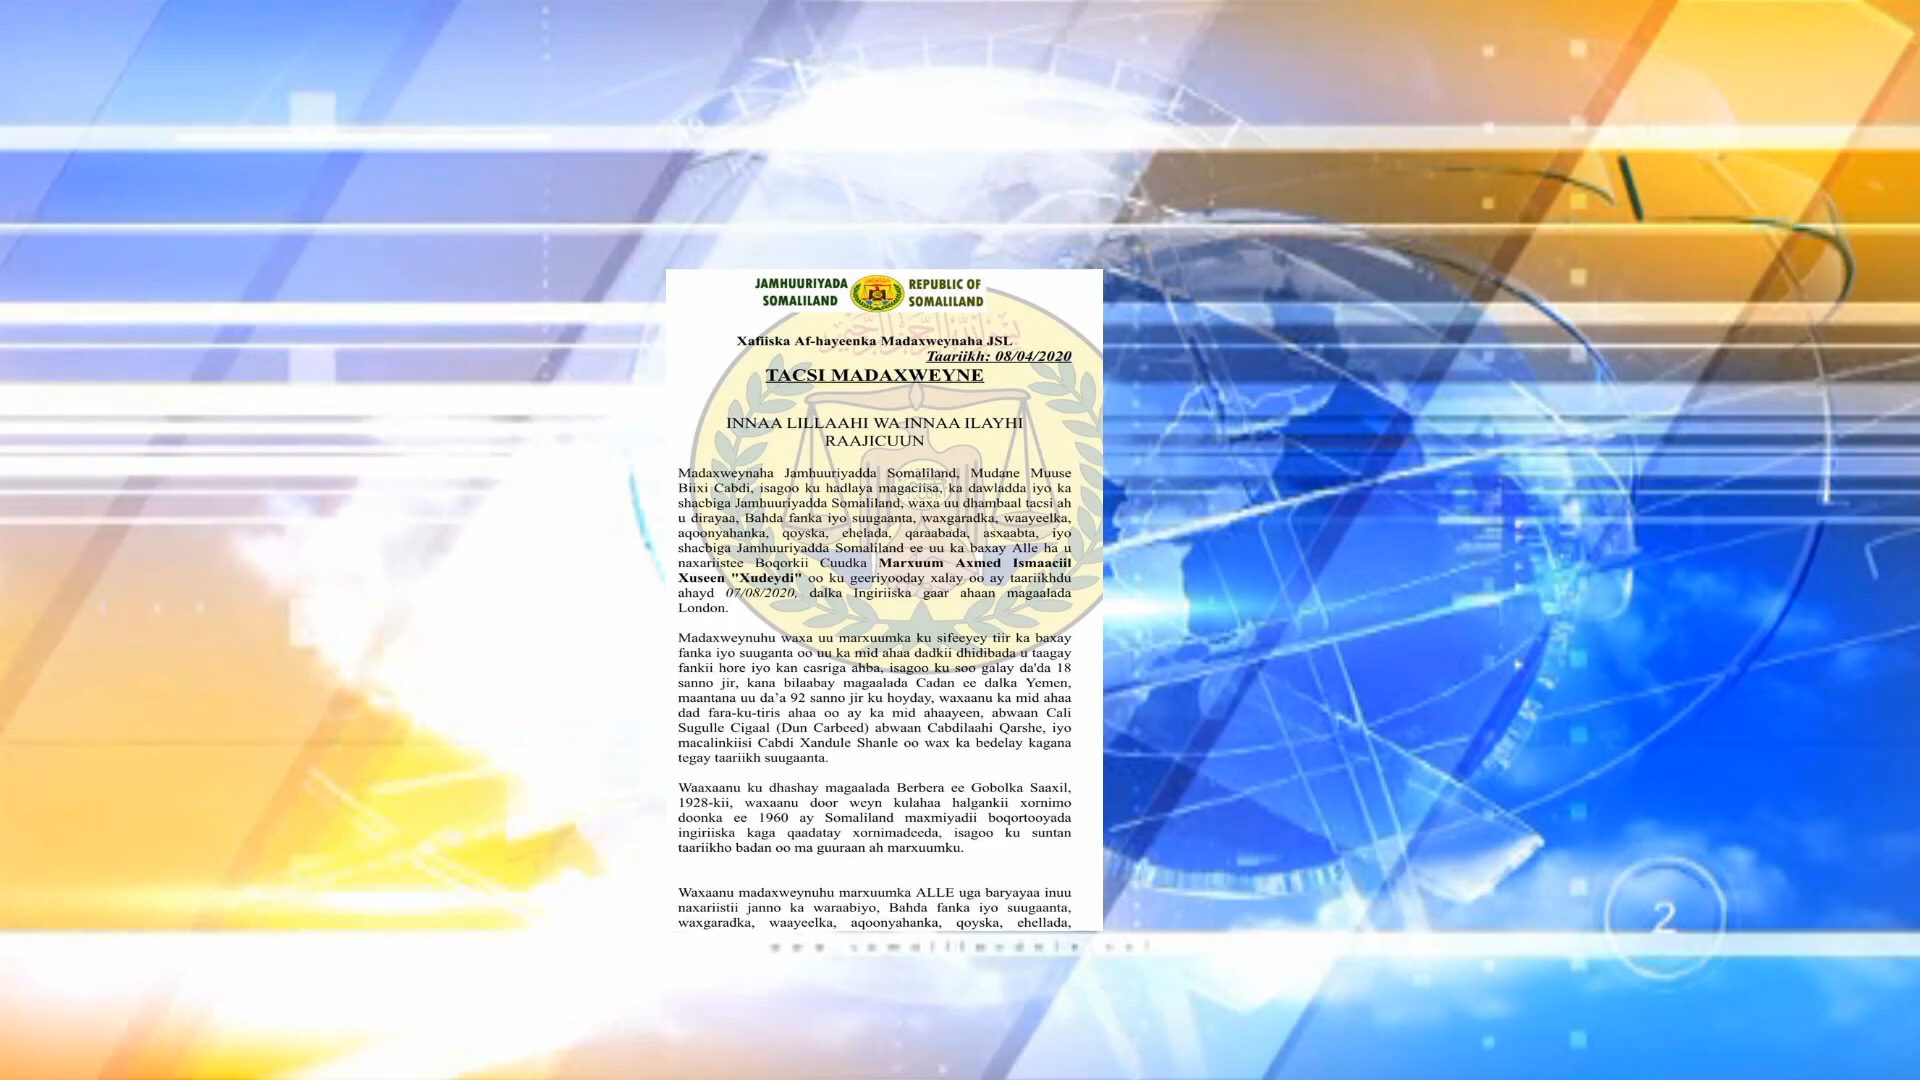 JAMHUURIYADA
SOMALILAND
REPUBLIC OF
SOMALILAND
Xafiiska Af-hayeenka Madaxweynaha JSL
Taariikh: 08/04/2020
TACSI MADAXWEYNE
INNAA LILLAAHI WA INNAA ILAYHI
RAAJICUUN
Madaxweynaha Jamhuuriyadda Somaliland, Mudane Muuse
Biixi Cabdi, isagoo ku hadlaya magaciisa, ka dawladda iyo ka
shacbiga Jamhuuriyadda Somaliland, waxa uu dhambaal tacsi ah
u dirayaa, Bahda fanka iyo suugaanta, waxgaradka, waayeelka,
aqoonyahanka, qoyska, ehelada, qaraabada, asxaabta, iyo
shacbiga Jamhuuriyadda Somaliland ee uu ka baxay Alle ha u
naxariistee Boqorkii Cuudka Marxuum Axmed Ismaaciil
Xuseen "Xudeydi" oo ku geeriyooday xalay oo ay taariikhdu
ahayd 07/08/2020, dalka Ingiriiska gaar ahaan magaalada
London.
Madaxweynuhu waxa uu marxuumka ku sifeeyey tiir ka baxay
fanka iyo suuganta oo uu ka mid ahaa dadkii dhidibada u taagay
fankii hore iyo kan casriga ahba, isagoo ku soo galay da'da 18
sanno jir, kana bilaabay magaalada Cadan ee dalka Yemen,
maantana uu da'a 92 sanno jir ku hoyday, waxaanu ka mid ahaa
dad fara-ku-tiris ahaa oo ay ka mid ahaayeen, abwaan Cali
Sugulle Cigaal (Dun Carbeed) abwaan Cabdilaahi Qarshe, iyo
macalinkiisi Cabdi Xandule Shanle oo wax ka bedelay kagana
tegay taariikh suugaanta.
Waaxaanu ku dhashay magaalada Berbera ee Gobolka Saaxil,
1928-kii, waxaanu door weyn kulahaa halgankii xornimo
doonka ee 1960 ay Somaliland maxmiyadii boqortooyada
ingiriiska kaga qaadatay xornimadeeda, isagoo ku suntan
taariikho badan oo ma guuraan ah marxuumku.
Waxaanu madaxweynuhu marxuumka ALLE uga baryayaa inuu
naxariistii janno ka waraabiyo, Bahda fanka iyo suugaanta,
waxgaradka, waayeelka, aqoonyahanka, qoyska, ehellada,
2